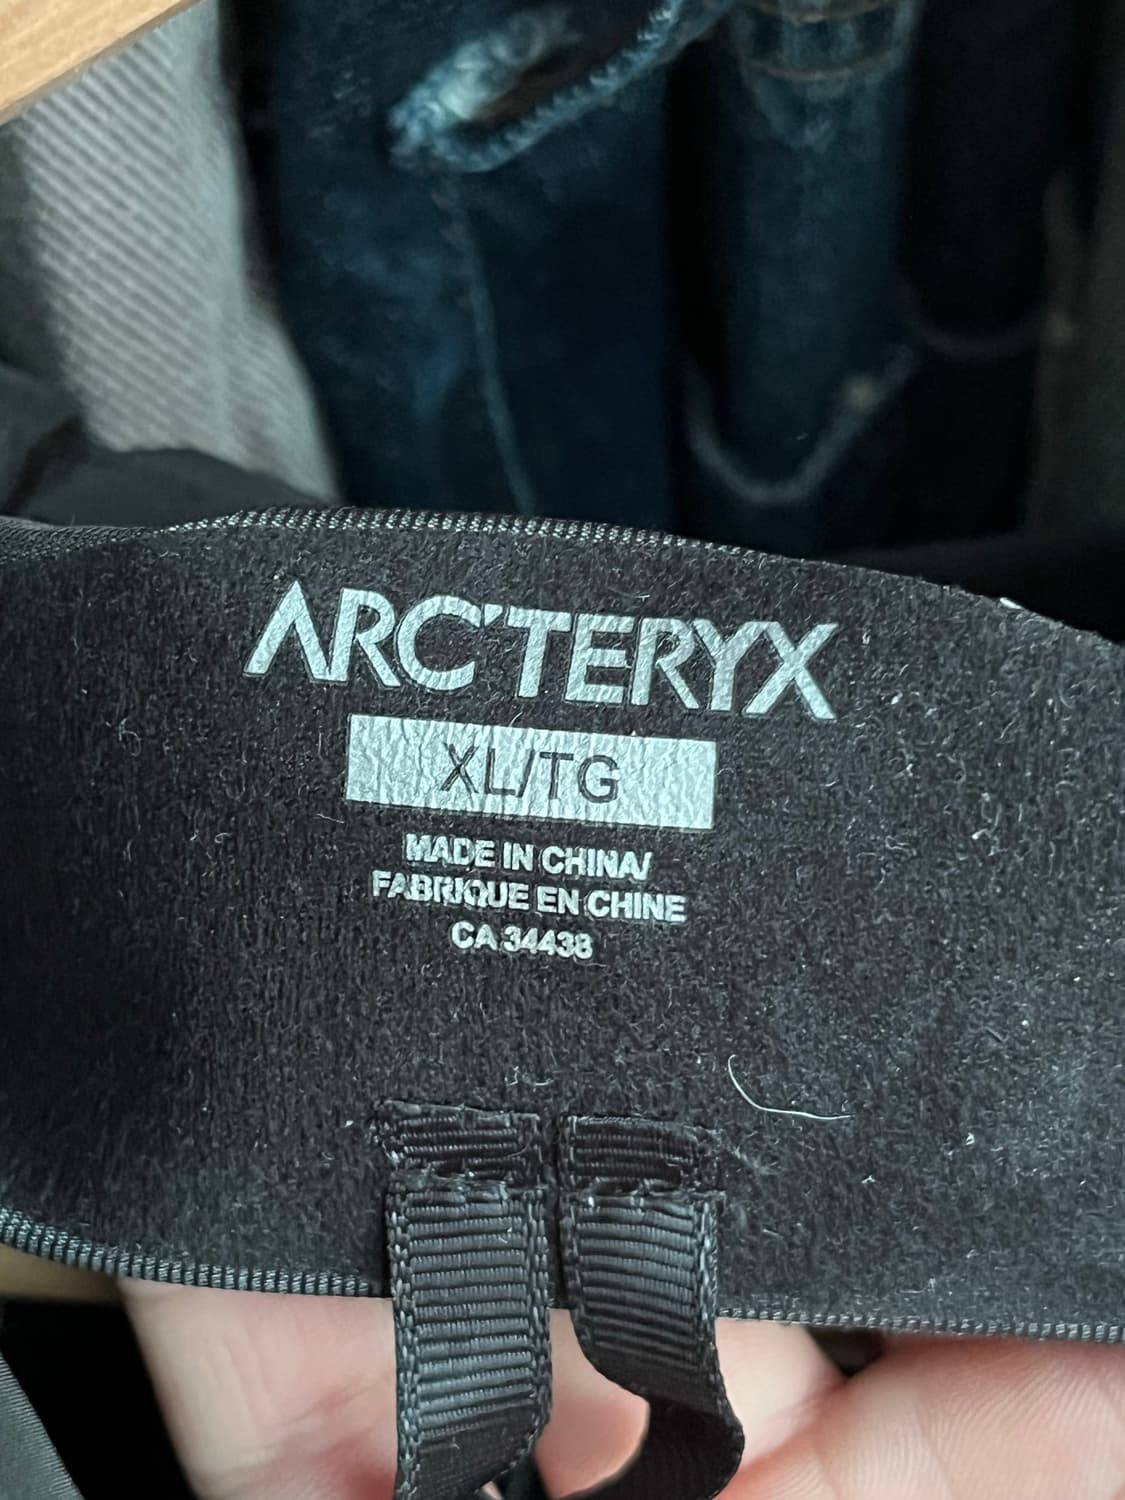 ARC'TERYX
XL/TG
MADE IN CHINA/
FABRIQUE EN CHINE
CA 34438